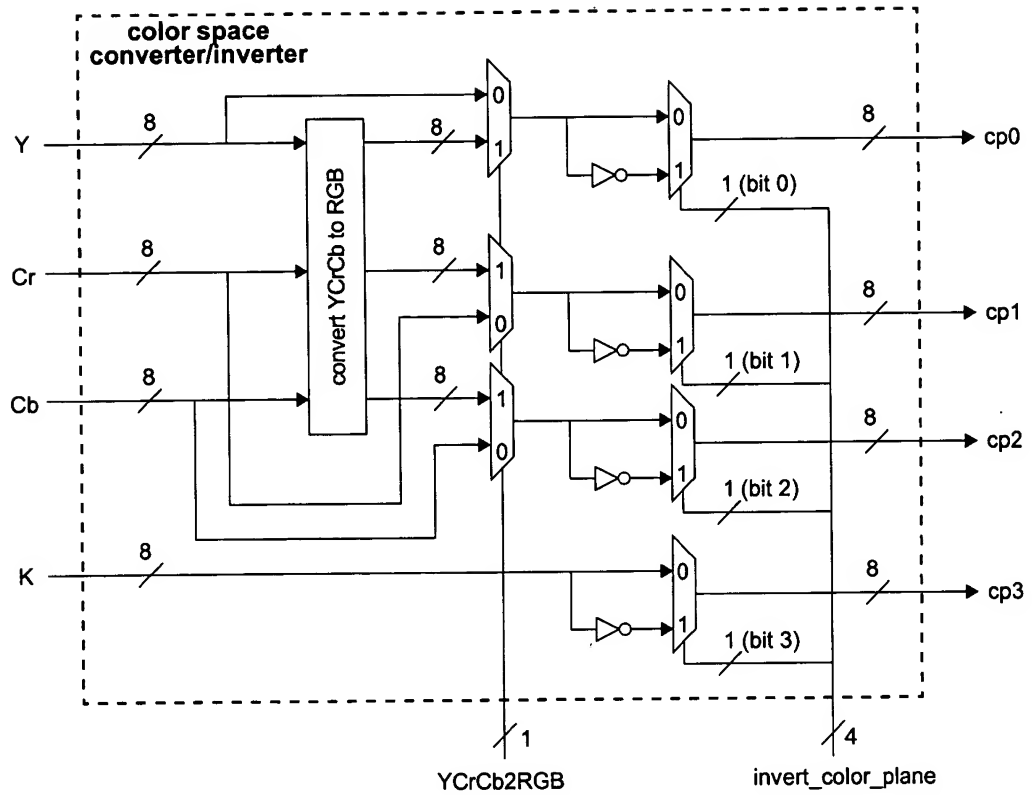 color space
converter/inverter
Y
8
8
0
1
0
1
8
cp0
1 (bit 0)
convert YCrCb to RGB
Cr
8
8
1
0
0
1
8
cp1
1 (bit 1)
Cb
8
8
1
0
0
1
8
cp2
1 (bit 2)
K
8
0
1
8
cp3
1 (bit 3)
1
4
YCrCb2RGB
invert_color_plane